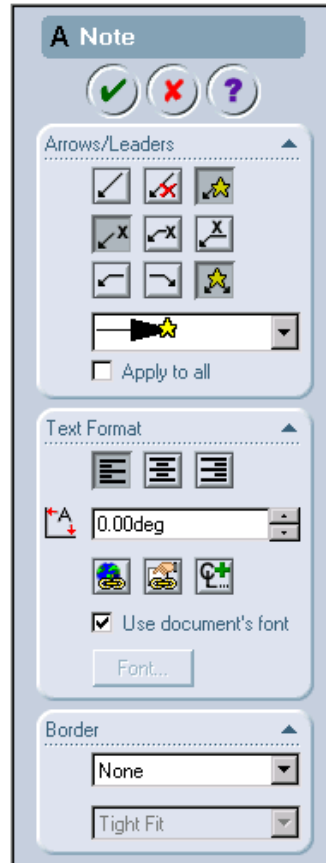 A Note
?
Arrows/Leaders
X X X
Apply to all
Text Format
A
0.00deg
Use document's font
Font...
Border
None
Tight Fit